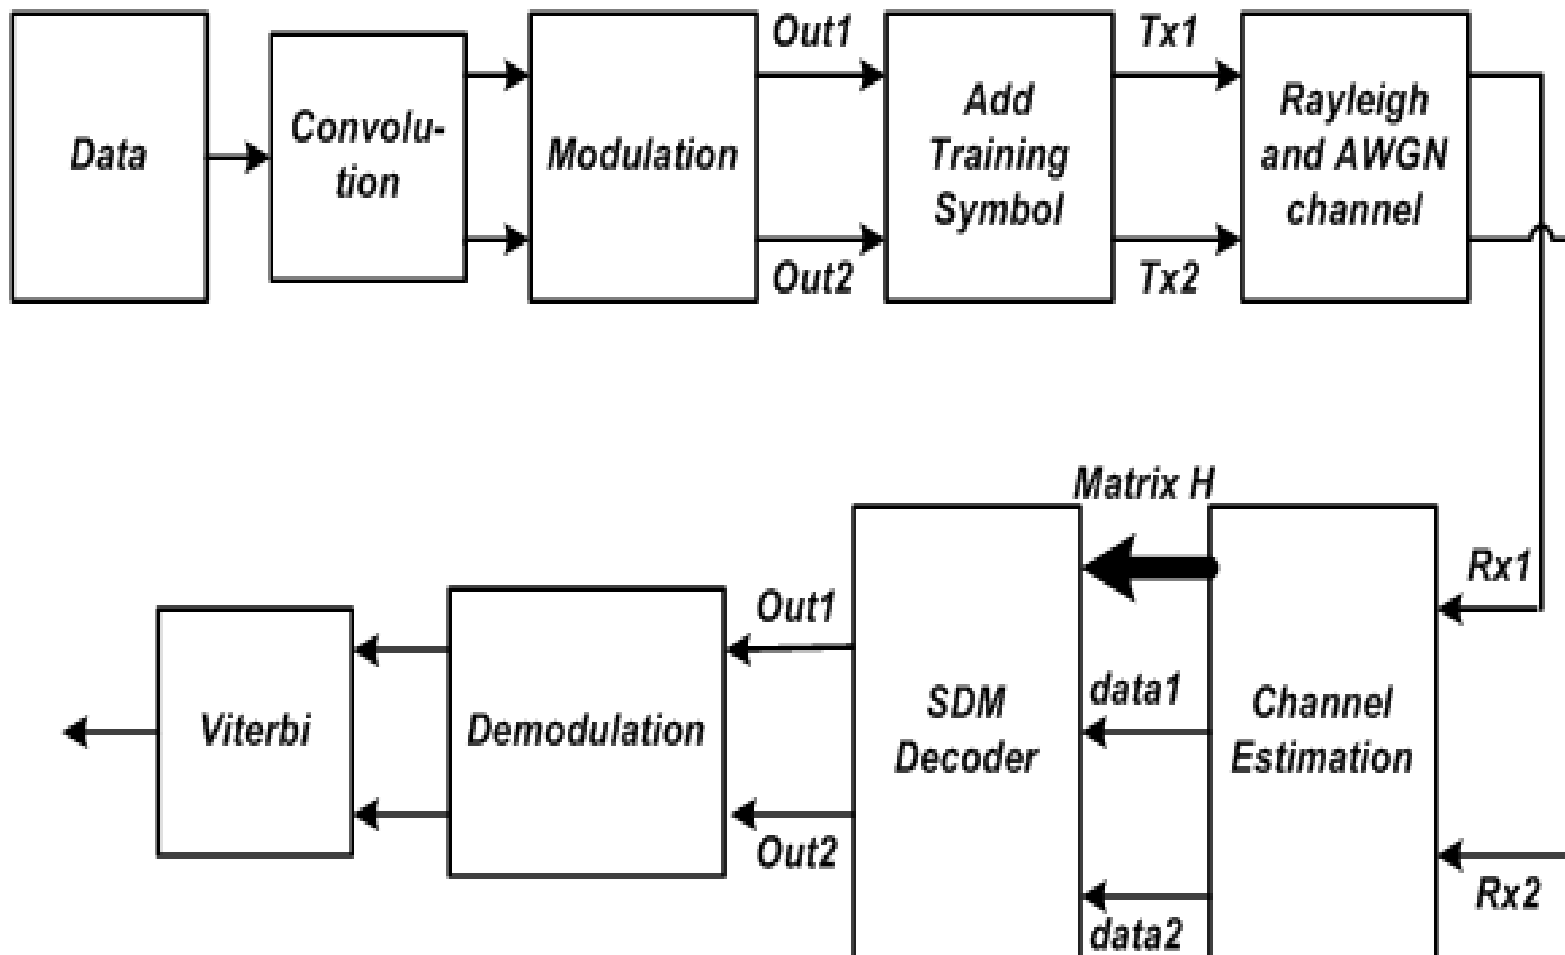 Data
Convolu-
tion
Modulation
Out1
Out2
Add
Training
Symbol
Tx1
Tx2
Rayleigh
and AWGN
channel
Matrix H
Rx1
Rx2
Channel
Estimation
data1
data2
SDM
Decoder
Out1
Out2
Demodulation
Viterbi